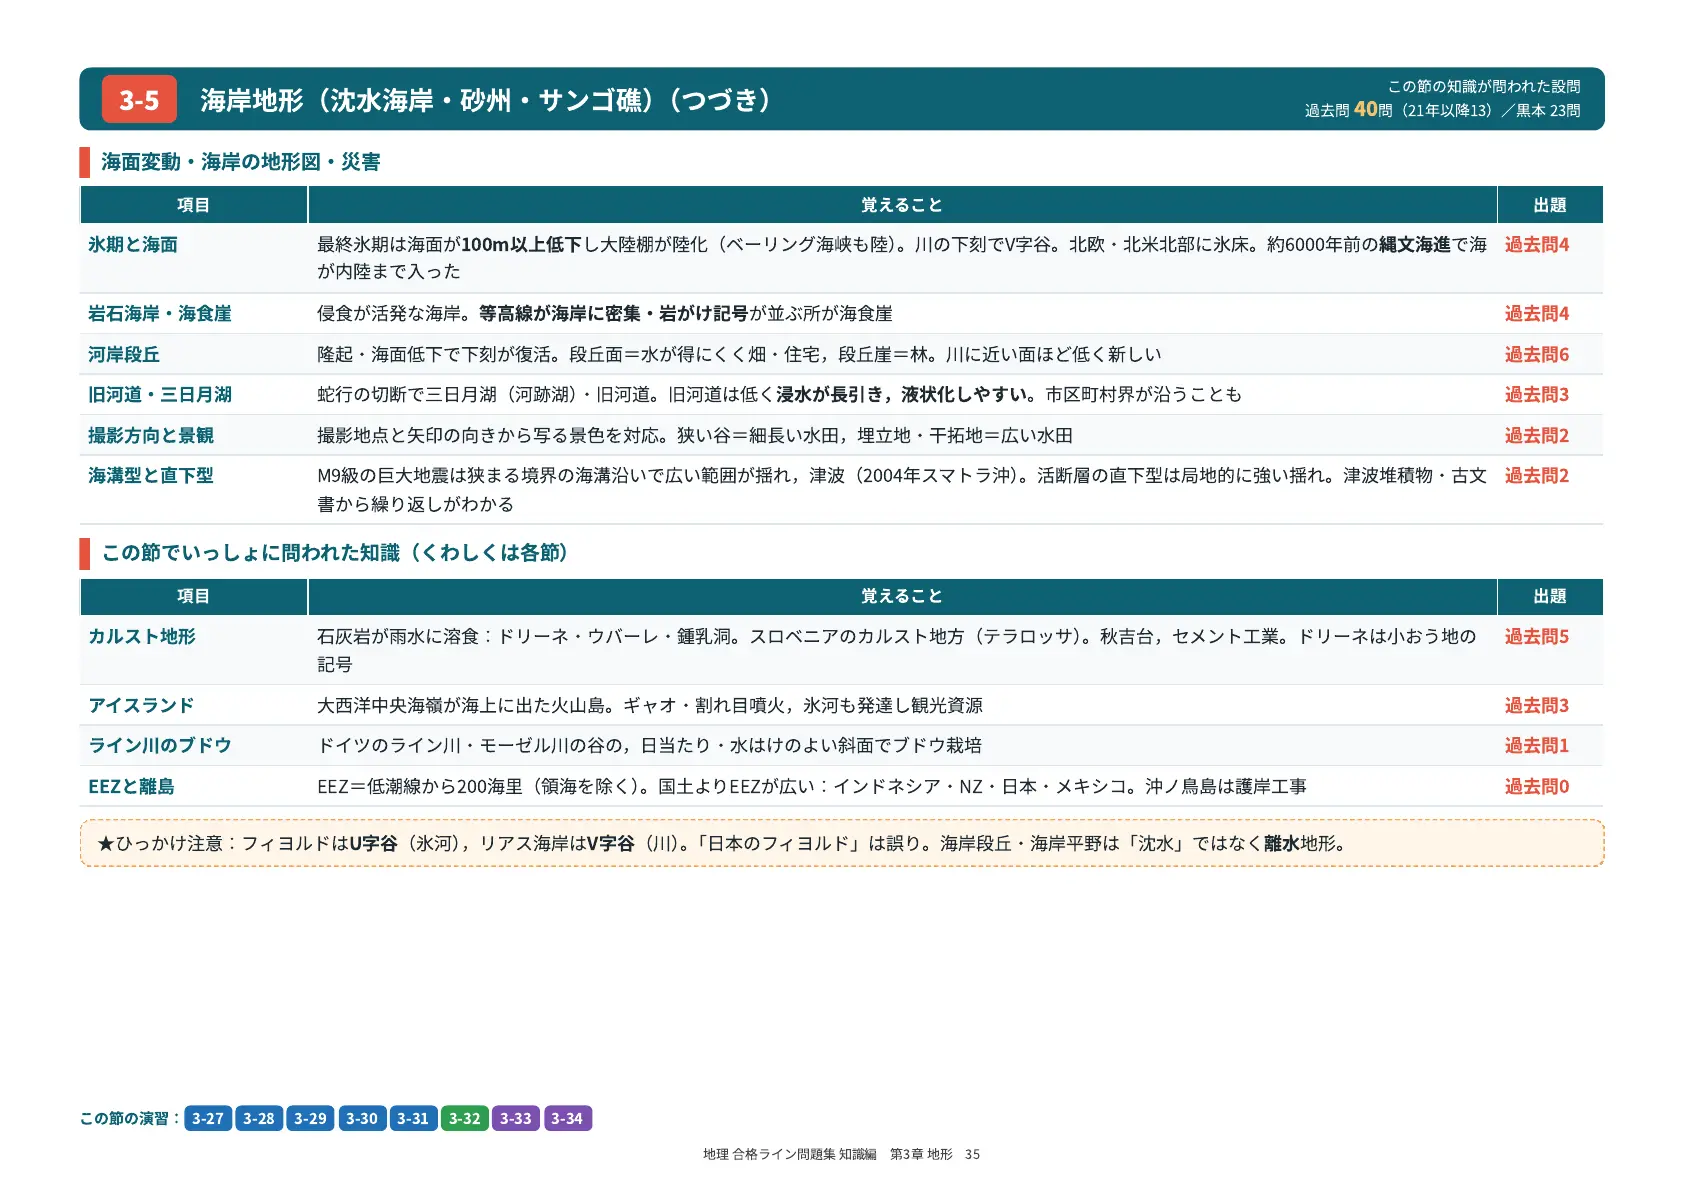 3-5 海岸地形（沈水海岸・砂州・サンゴ礁）（つづき）
この節の知識が問われた設問
過去問 40問（21年以降13）／黒本 23問
海面変動・海岸の地形図・災害
項目 覚えること 出題
氷期と海面 最終氷期は海面が100m以上低下し大陸棚が陸化（ベーリング海峡も陸）。川の下刻でV字谷。北欧・北米北部に氷床。約6000年前の縄文海進で海 過去問4
が内陸まで入った
岩石海岸・海食崖 侵食が活発な海岸。等高線が海岸に密集・岩がけ記号が並ぶ所が海食崖 過去問4
河岸段丘 隆起・海面低下で下刻が復活。段丘面＝水が得にくく畑・住宅，段丘崖＝林。川に近い面ほど低く新しい 過去問6
旧河道・三日月湖 蛇行の切断で三日月湖（河跡湖）・旧河道。旧河道は低く浸水が長引き，液状化しやすい。市区町村界が沿うことも 過去問3
撮影方向と景観 撮影地点と矢印の向きから写る景色を対応。狭い谷＝細長い水田，埋立地・干拓地＝広い水田 過去問2
海溝型と直下型 M9級の巨大地震は狭まる境界の海溝沿いで広い範囲が揺れ，津波（2004年スマトラ沖）。活断層の直下型は局地的に強い揺れ。津波堆積物・古文 過去問2
書から繰り返しがわかる
この節でいっしょに問われた知識（くわしくは各節）
項目 覚えること 出題
カルスト地形 石灰岩が雨水に溶食：ドリーネ・ウバーレ・鍾乳洞。スロベニアのカルスト地方（テラロッサ）。秋吉台，セメント工業。ドリーネは小おう地の 過去問5
記号
アイスランド 大西洋中央海嶺が海上に出た火山島。ギャオ・割れ目噴火，氷河も発達し観光資源 過去問3
ライン川のブドウ ドイツのライン川・モーゼル川の谷の，日当たり・水はけのよい斜面でブドウ栽培 過去問1
EEZと離島 EEZ＝低潮線から200海里（領海を除く）。国土よりEEZが広い：インドネシア・NZ・日本・メキシコ。沖ノ鳥島は護岸工事 過去問0
★ひっかけ注意：フィヨルドはU字谷（氷河），リアス海岸はV字谷（川）。「日本のフィヨルド」は誤り。海岸段丘・海岸平野は「沈水」ではなく離水地形。
この節の演習： 3-27 3-28 3-29 3-30 3-31 3-32 3-33 3-34
地理 合格ライン問題集 知識編 第3章 地形 35